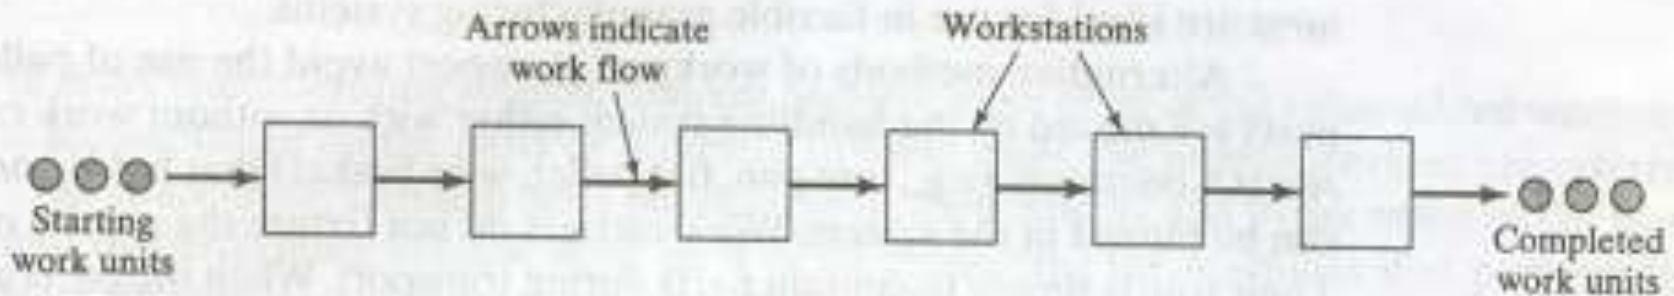 Arrows indicate
work flow
Workstations
Starting
work units
Completed
work units